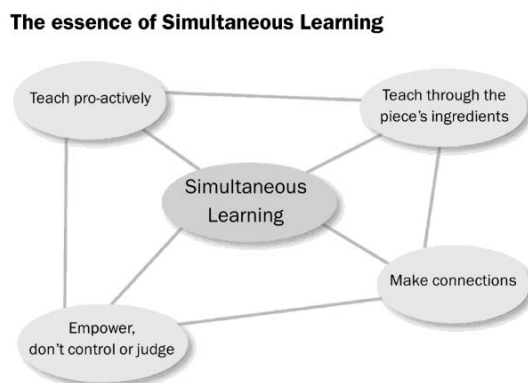 The essence of Simultaneous Learning
Teach pro-actively
Teach through the
piece's ingredients
Simultaneous
Learning
Make connections
Empower,
don't control or judge